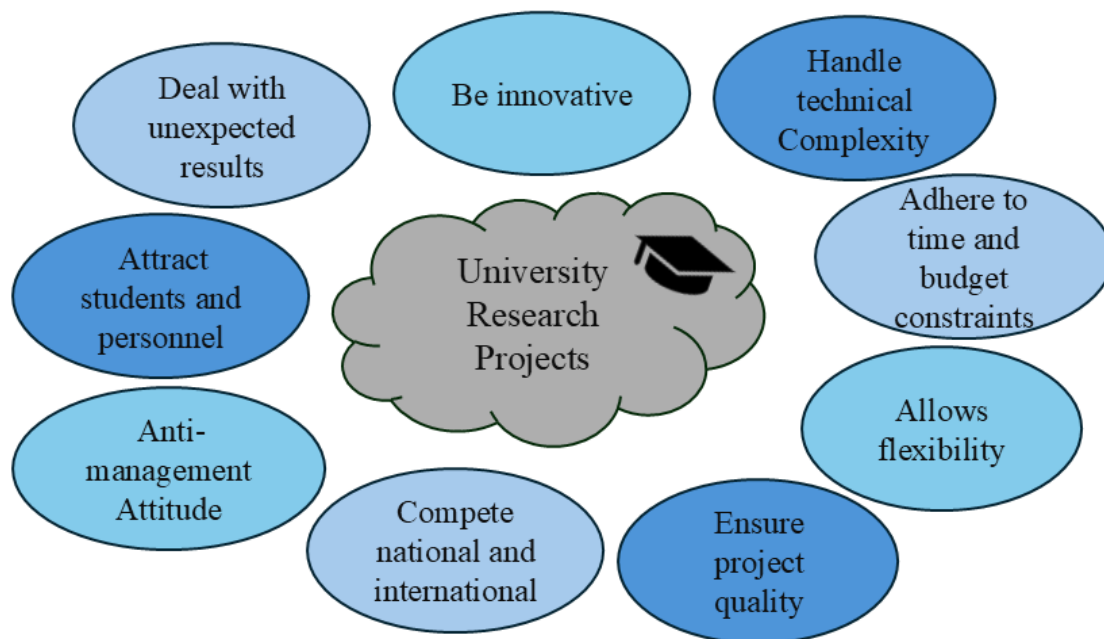 Deal with
unexpected
results
Be innovative
Handle
technical
Complexity
Adhere to
time and
budget
constraints
Attract
students and
personnel
University
Research
Projects
Allows
flexibility
Anti-
management
Attitude
Compete
national and
international
Ensure
project
quality